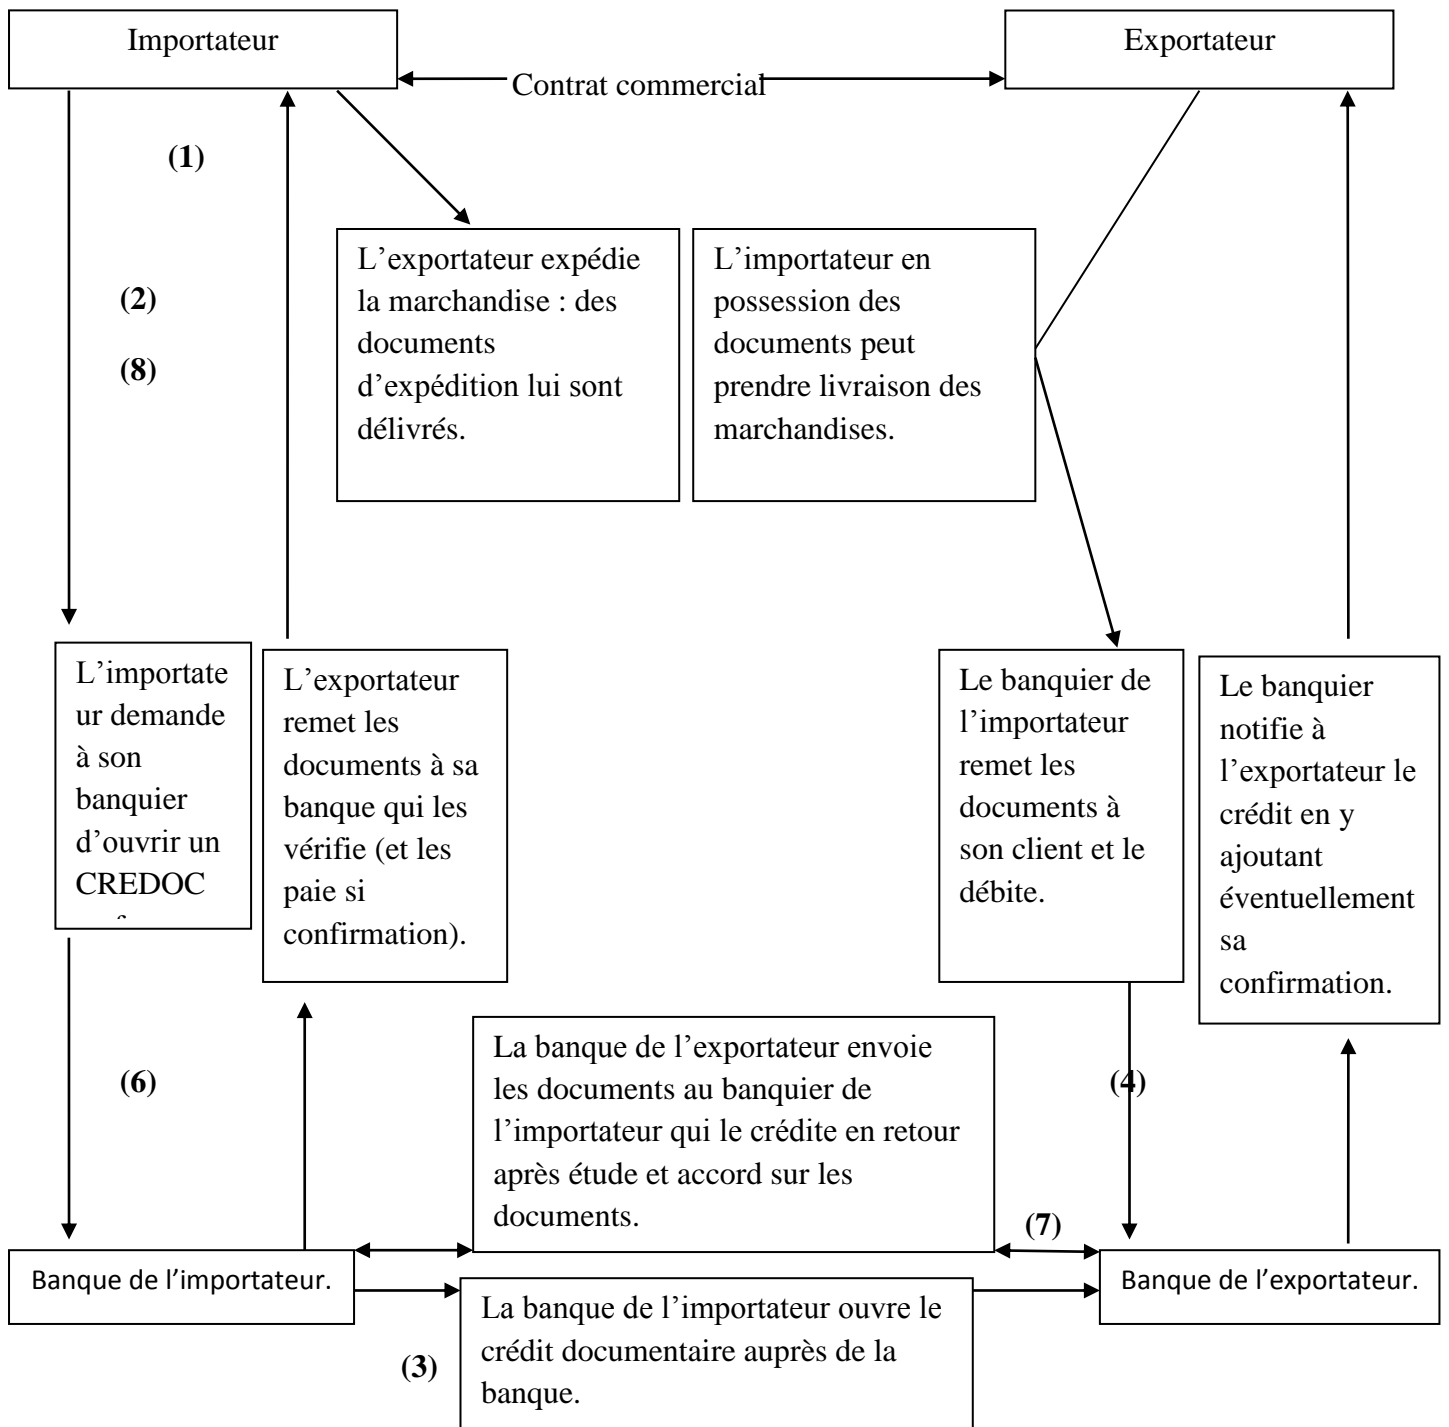 Importateur
Exportateur
Contrat commercial
(1)
L’exportateur expédie
la marchandise : des
documents
d’expédition lui sont
délivrés.
L’importateur en
possession des
documents peut
prendre livraison des
marchandises.
(2)
(8)
L’importate
ur demande
à son
banquier
d’ouvrir un
CREDOC
L’exportateur
remet les
documents à sa
banque qui les
vérifie (et les
paie si
confirmation).
Le banquier de
l’importateur
remet les
documents à
son client et le
débite.
Le banquier
notifie à
l’exportateur le
crédit en y
ajoutant
éventuellement
sa
confirmation.
(6)
La banque de l’exportateur envoie
les documents au banquier de
l’importateur qui le crédite en retour
après étude et accord sur les
documents.
(4)
(7)
Banque de l’importateur.
Banque de l’exportateur.
La banque de l’importateur ouvre le
crédit documentaire auprès de la
banque.
(3)